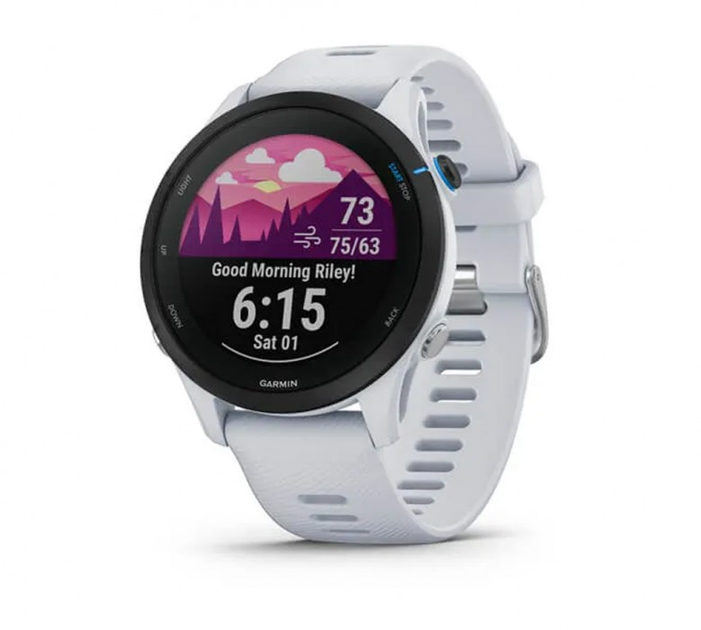 LIGHT
START STOP
UP
DOWN
BACK
73
75/63
Good Morning Riley!
6:15
Sat 01
GARMIN